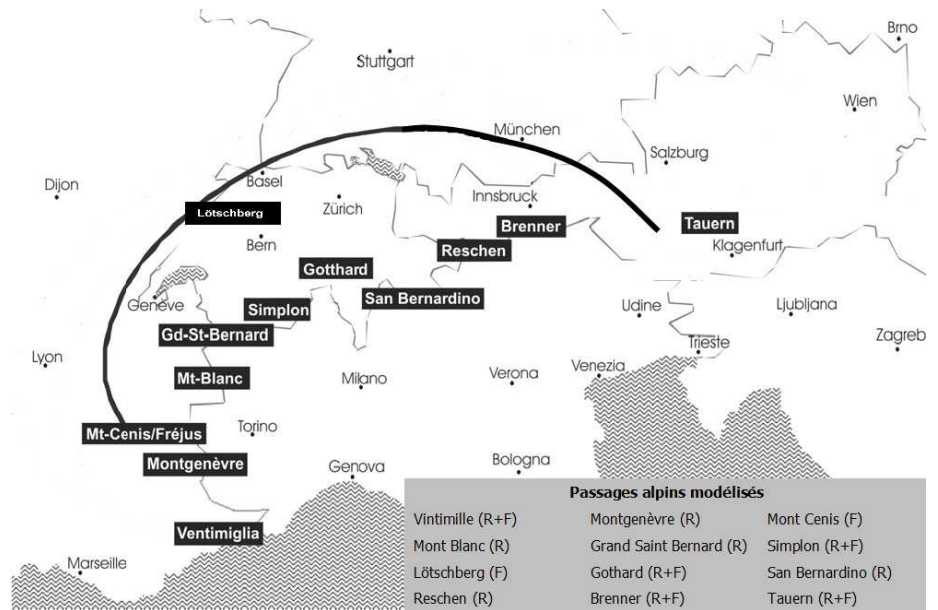 Brno
Stuttgart
Wien
München
Salzburg
Dijon
Basel
Zürich
Innsbruck
Lötschberg
Brenner
Tauern
Bern
Reschen
Klagenfurt
Gotthard
San Bernardino
Genève
Simplon
Udine
Ljubljana
Gd-St-Bernard
Lyon
Trieste
Zagreb
Mt-Blanc
Milano
Verona
Venezia
Mt-Cenis/Fréjus
Torino
Montgenèvre
Genova
Bologna
Ventimiglia
Marseille
Passages alpins modélisés
Vintimille (R+F) Montgenèvre (R) Mont Cenis (F)
Mont Blanc (R) Grand Saint Bernard (R) Simplon (R+F)
Lötschberg (F) Gothard (R+F) San Bernardino (R)
Reschen (R) Brenner (R+F) Tauern (R+F)